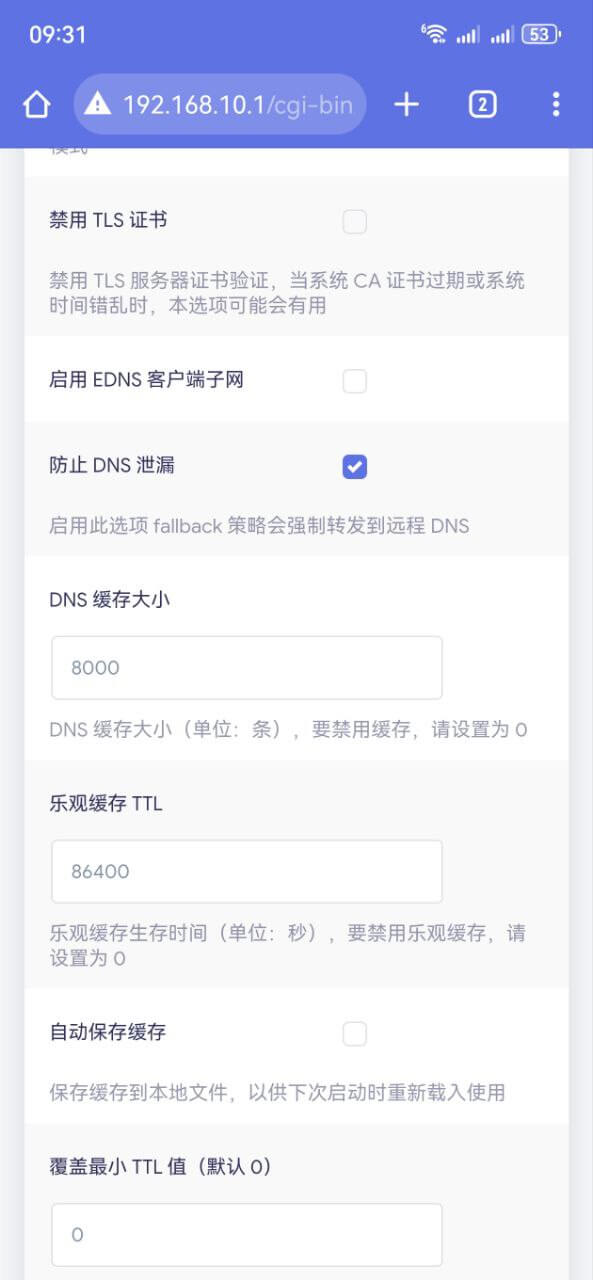 09:31
53
192.168.10.1/cgi-bin
2
模式
禁用 TLS 证书
禁用 TLS 服务器证书验证，当系统 CA 证书过期或系统
时间错乱时，本选项可能会有用
启用 EDNS 客户端子网
防止 DNS 泄漏
启用此选项 fallback 策略会强制转发到远程 DNS
DNS 缓存大小
8000
DNS 缓存大小（单位：条），要禁用缓存，请设置为 0
乐观缓存 TTL
86400
乐观缓存生存时间（单位：秒），要禁用乐观缓存，请
设置为 0
自动保存缓存
保存缓存到本地文件，以供下次启动时重新载入使用
覆盖最小 TTL 值（默认 0）
0